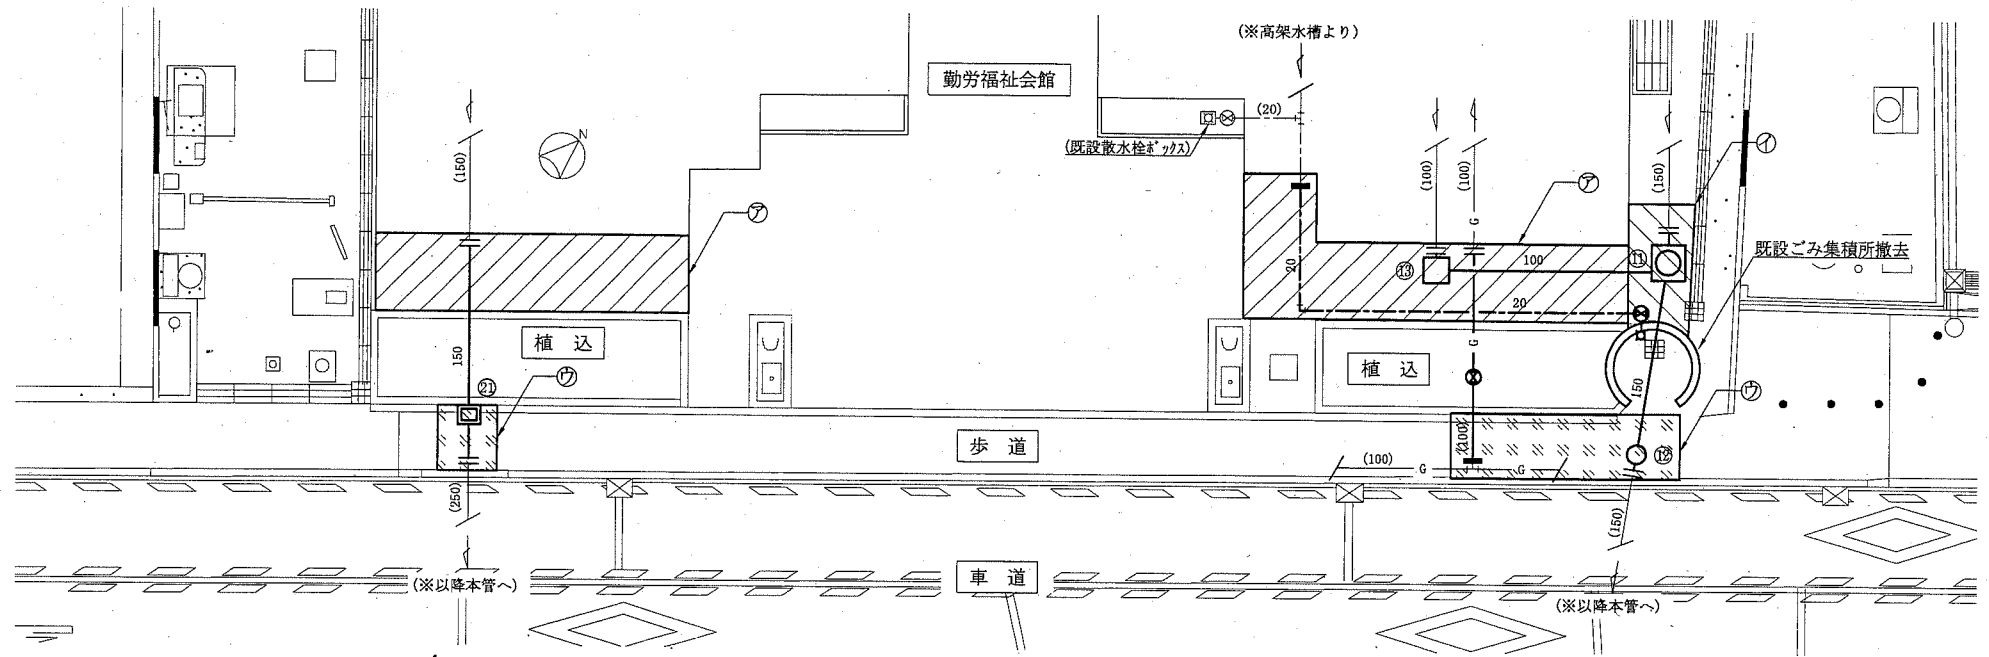 (※高架水槽より)
勤労福祉会館
(20)
(既設散水栓ボックス)
N
(150)
(100)
(100)
(150)
㋑
㋐
㋐
G
既設ごみ集積所撤去
⑪
⑬
100
20
20
植 込
植 込
150
G
150
㉑
㋒
㋒
歩 道
(100)
(100)
G
G
⑫
(250)
(150)
車 道
(※以降本管へ)
(※以降本管へ)